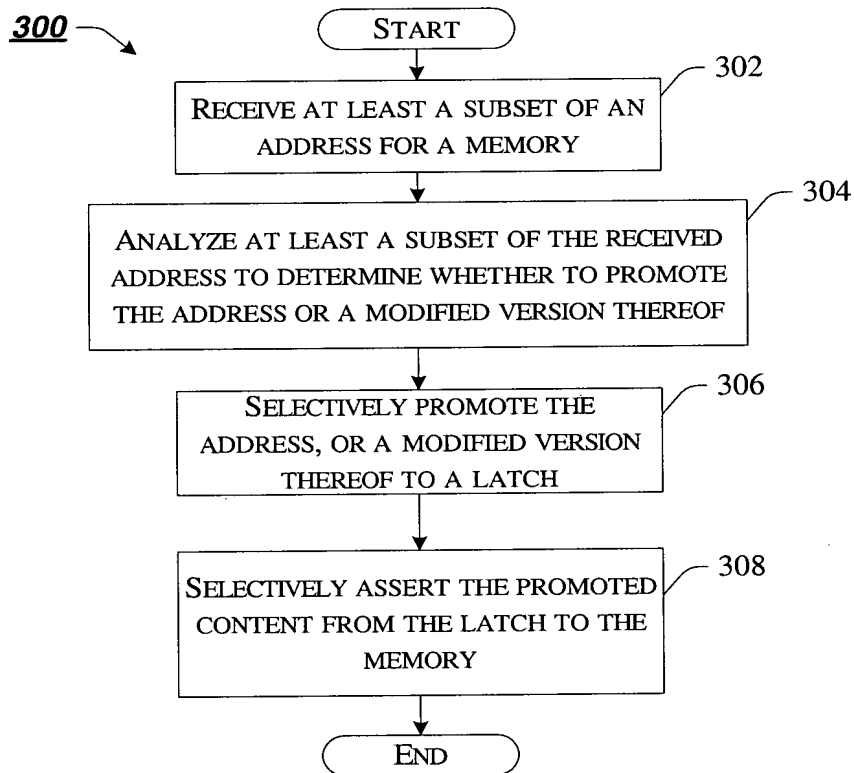 300
START
302
RECEIVE AT LEAST A SUBSET OF AN
ADDRESS FOR A MEMORY
304
ANALYZE AT LEAST A SUBSET OF THE RECEIVED
ADDRESS TO DETERMINE WHETHER TO PROMOTE
THE ADDRESS OR A MODIFIED VERSION THEREOF
306
SELECTIVELY PROMOTE THE
ADDRESS, OR A MODIFIED VERSION
THEREOF TO A LATCH
308
SELECTIVELY ASSERT THE PROMOTED
CONTENT FROM THE LATCH TO THE
MEMORY
END